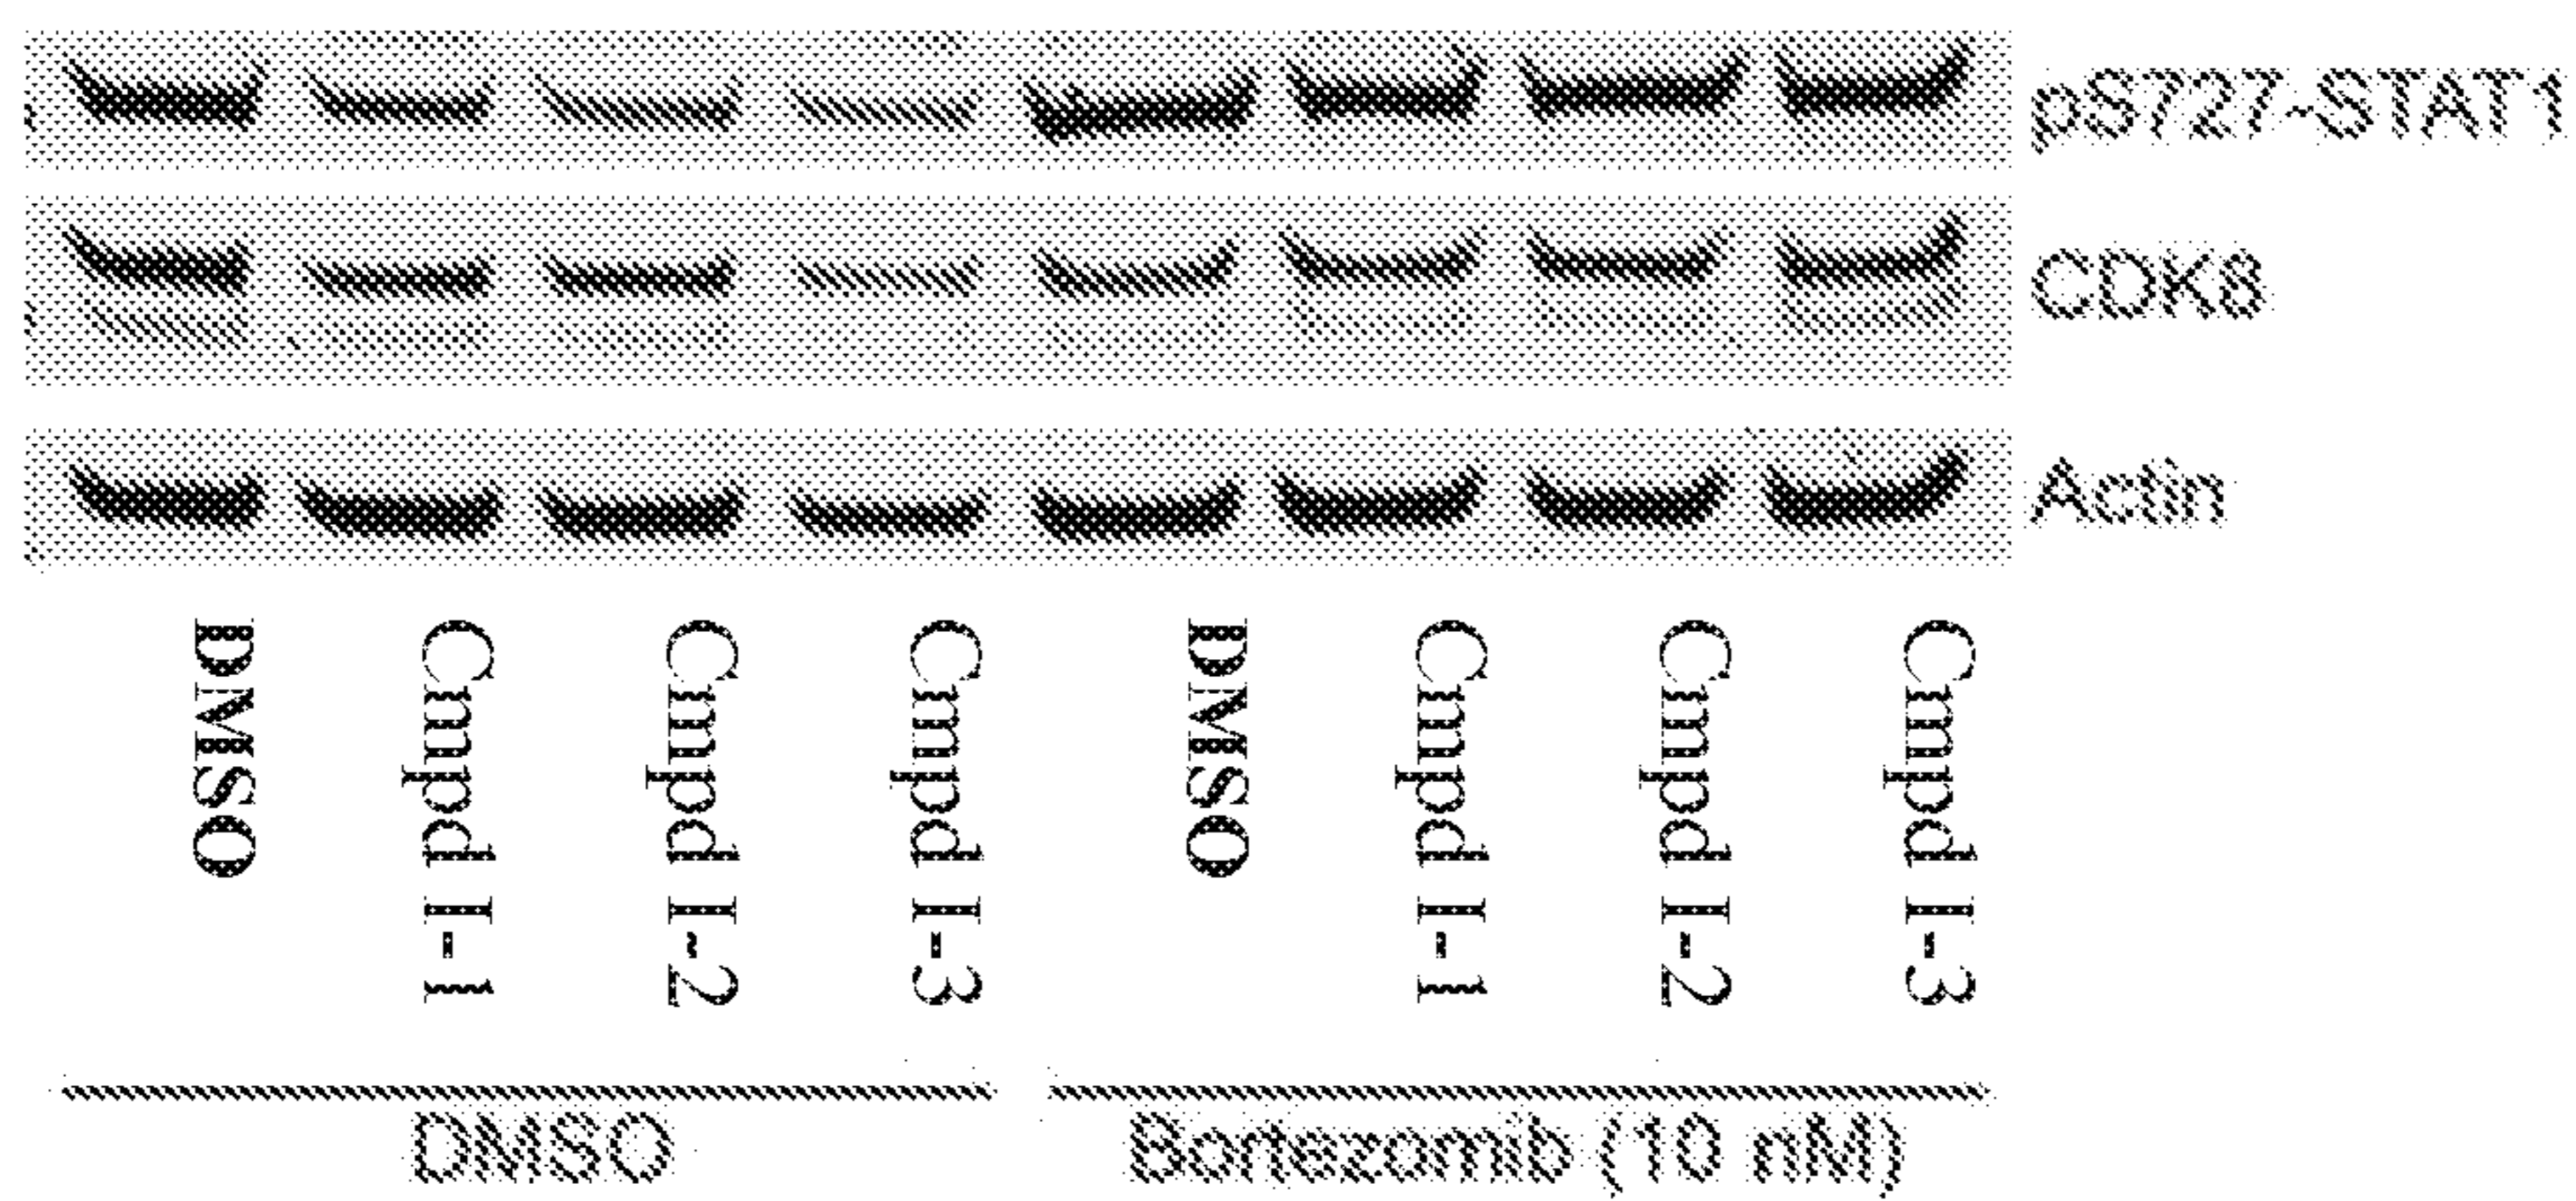 pS727-STAT1
CDK8
Actin
DMSO
Cmpd I-1
Cmpd I-2
Cmpd I-3
DMSO
Cmpd I-1
Cmpd I-2
Cmpd I-3
DMSO
Bortezomib (10 nM)